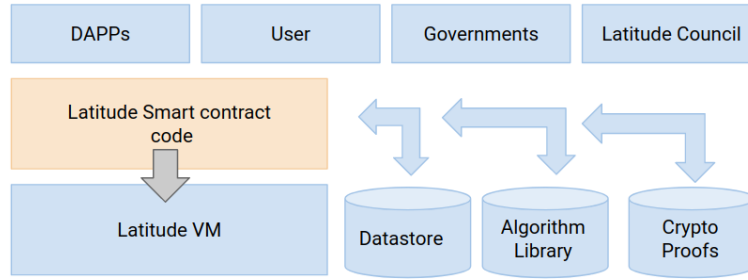 DAPPs
User
Governments
Latitude Council
Latitude Smart contract
code
Latitude VM
Datastore
Algorithm
Library
Crypto
Proofs